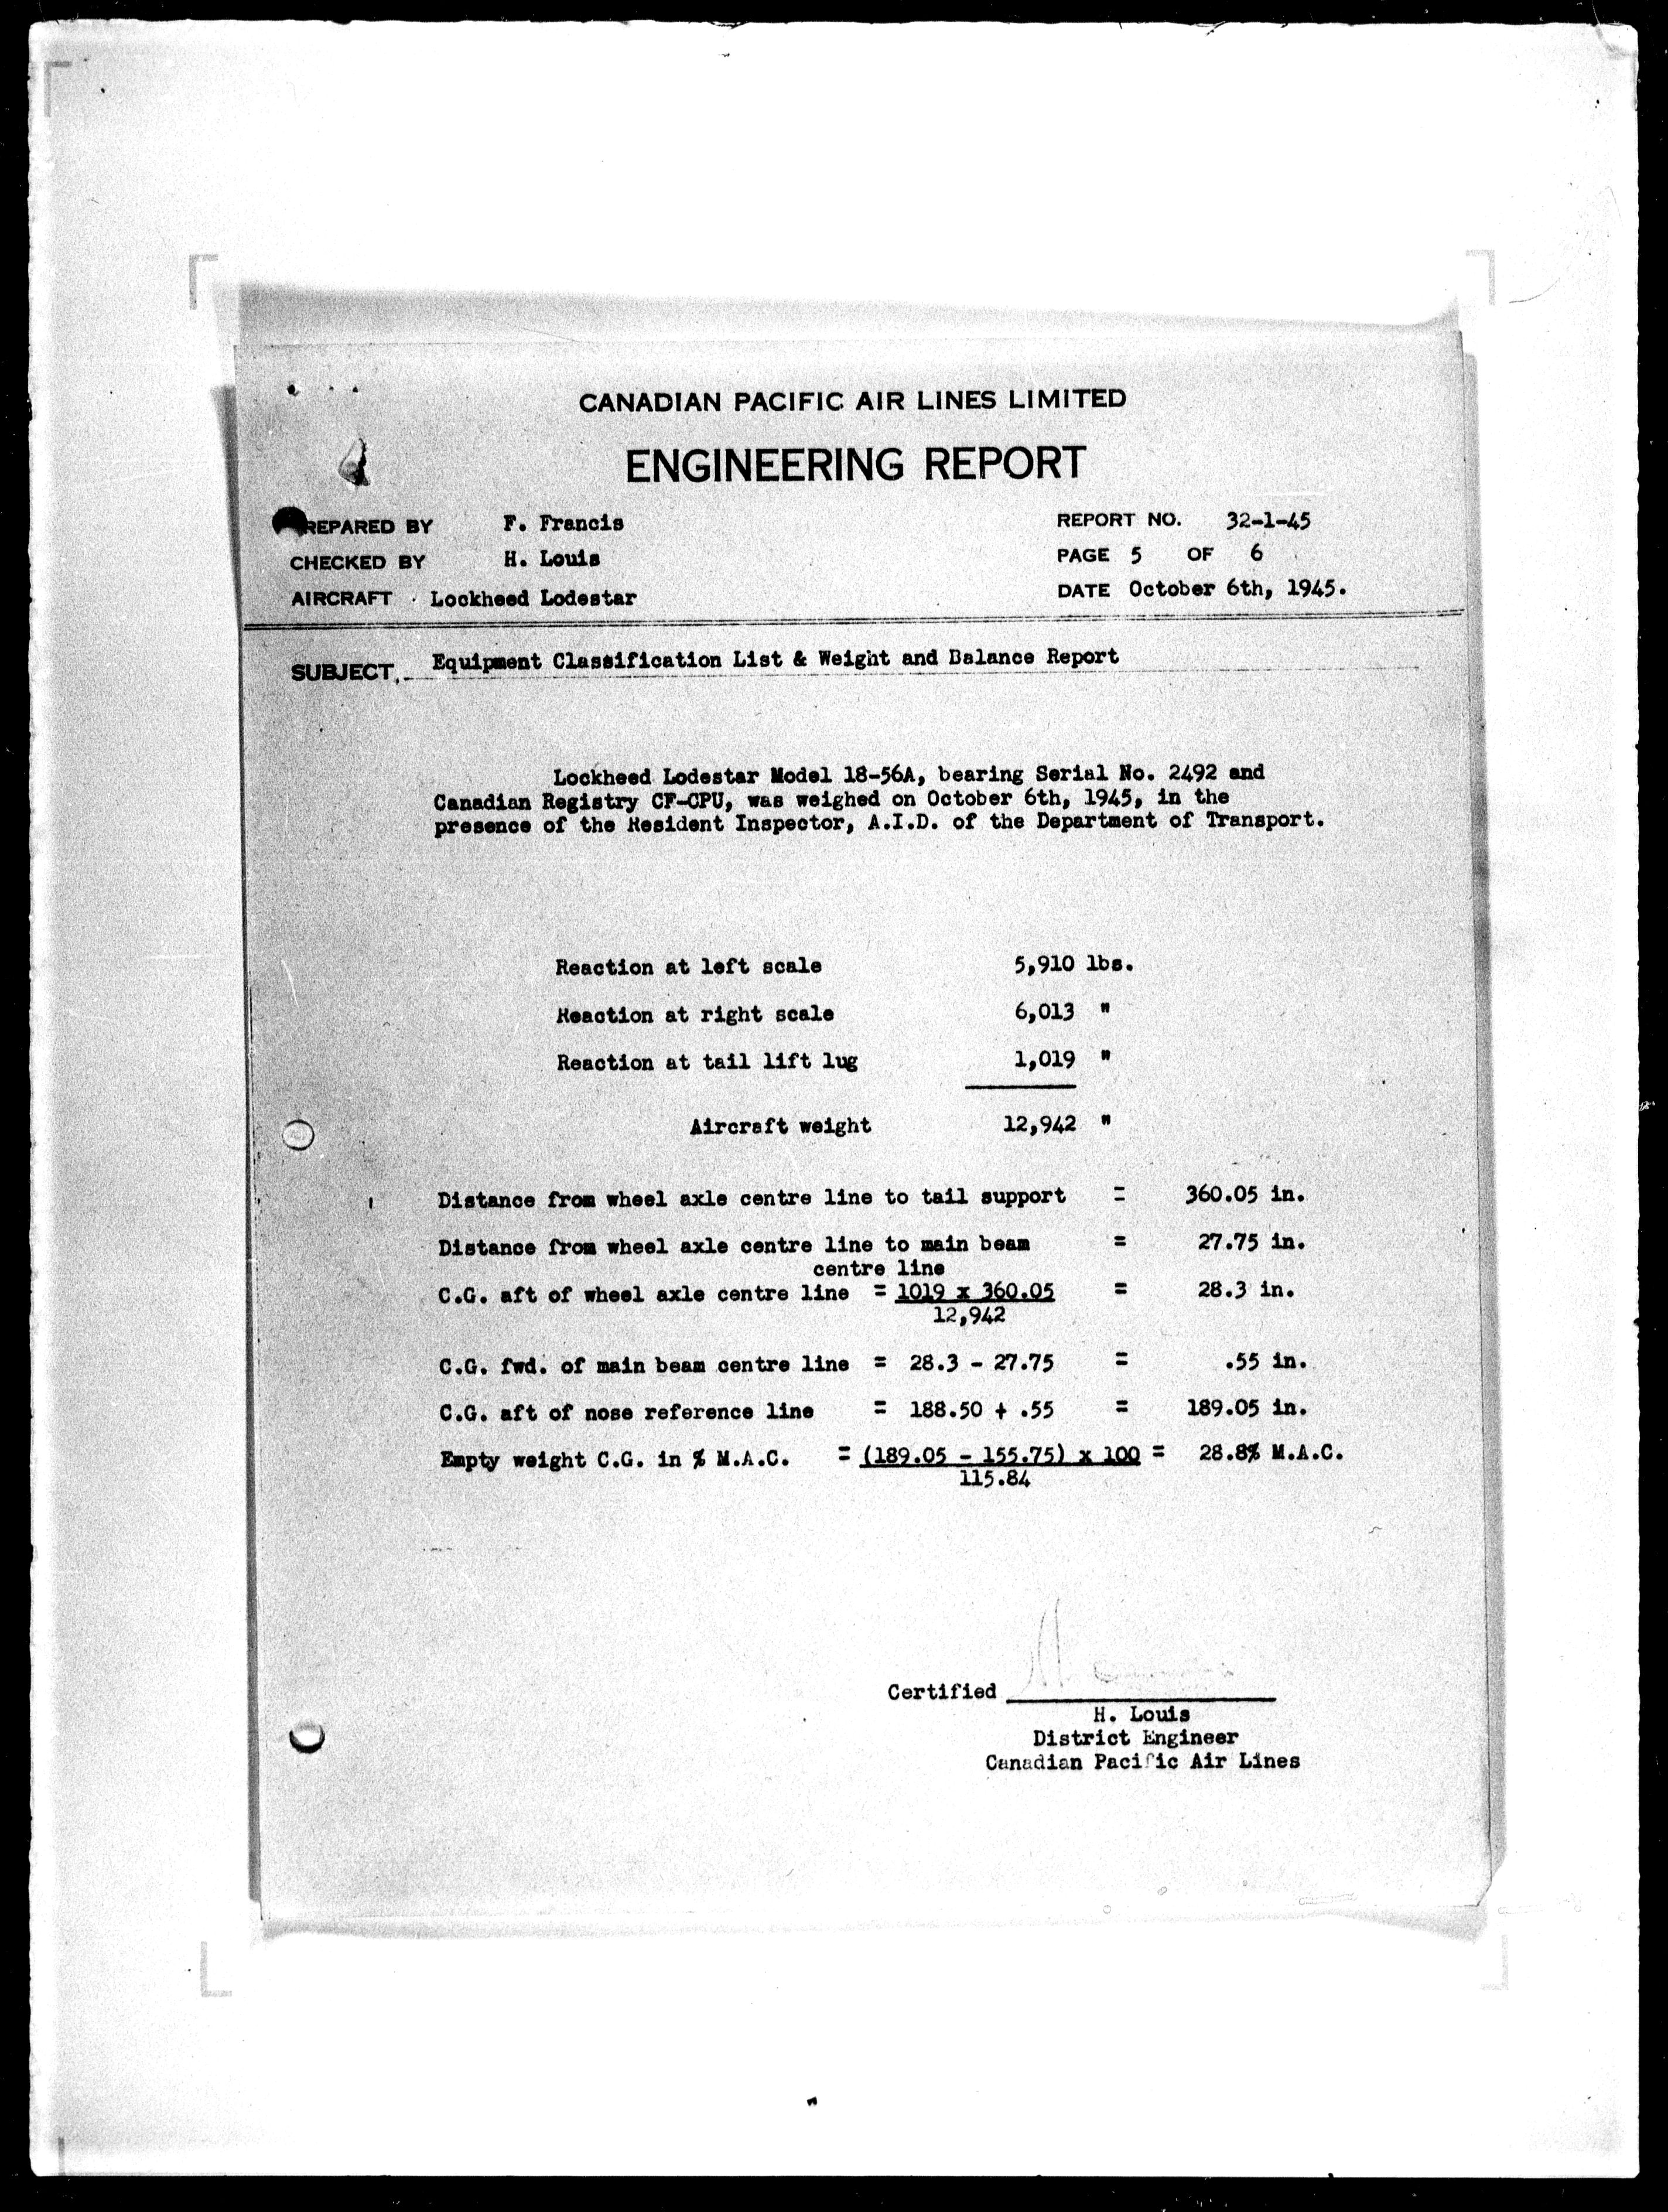 CANADIAN PACIFIC AIR LINES LIMITED
ENGINEERING REPORT
REPARED BY F. Francis REPORT NO. 32-1-45
CHECKED BY H. Louis PAGE 5 OF 6
AIRCRAFT Lockheed Lodestar DATE October 6th, 1945.
SUBJECT. Equipment Classification List & Weight and Balance Report
Lockheed Lodestar Model 18-56A, bearing Serial No. 2492 and
Canadian Registry CF-CPU, was weighed on October 6th, 1945, in the
presence of the Resident Inspector, A.I.D. of the Department of Transport.
Reaction at left scale 5,910 lbs.
Reaction at right scale 6,013 "
Reaction at tail lift lug 1,019 "
Aircraft weight 12,942 "
Distance from wheel axle centre line to tail support = 360.05 in.
Distance from wheel axle centre line to main beam = 27.75 in.
centre line
C.G. aft of wheel axle centre line = 1019 x 360.05 = 28.3 in.
12,942
C.G. fwd. of main beam centre line = 28.3 - 27.75 = .55 in.
C.G. aft of nose reference line = 188.50 + .55 = 189.05 in.
Empty weight C.G. in % M.A.C. = (189.05 - 155.75) x 100 = 28.8% M.A.C.
115.84
Certified
H. Louis
District Engineer
Canadian Pacific Air Lines